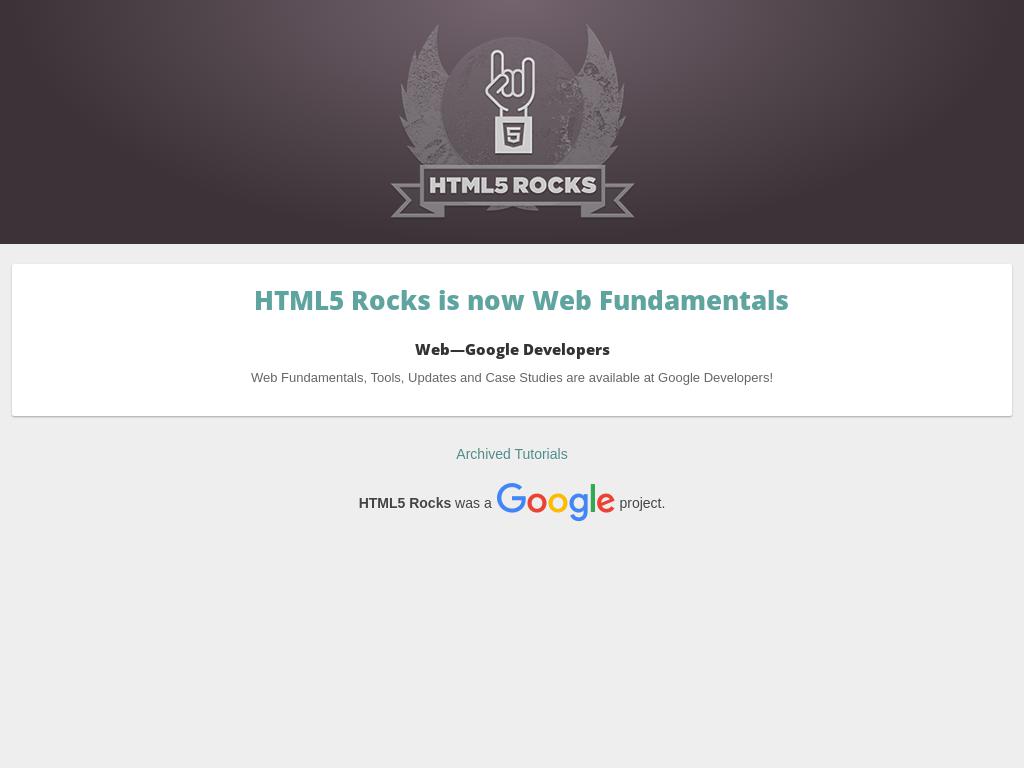 5
HTML5 ROCKS
HTML5 Rocks is now Web Fundamentals
Web—Google Developers
Web Fundamentals, Tools, Updates and Case Studies are available at Google Developers!
Archived Tutorials
HTML5 Rocks was a Google project.